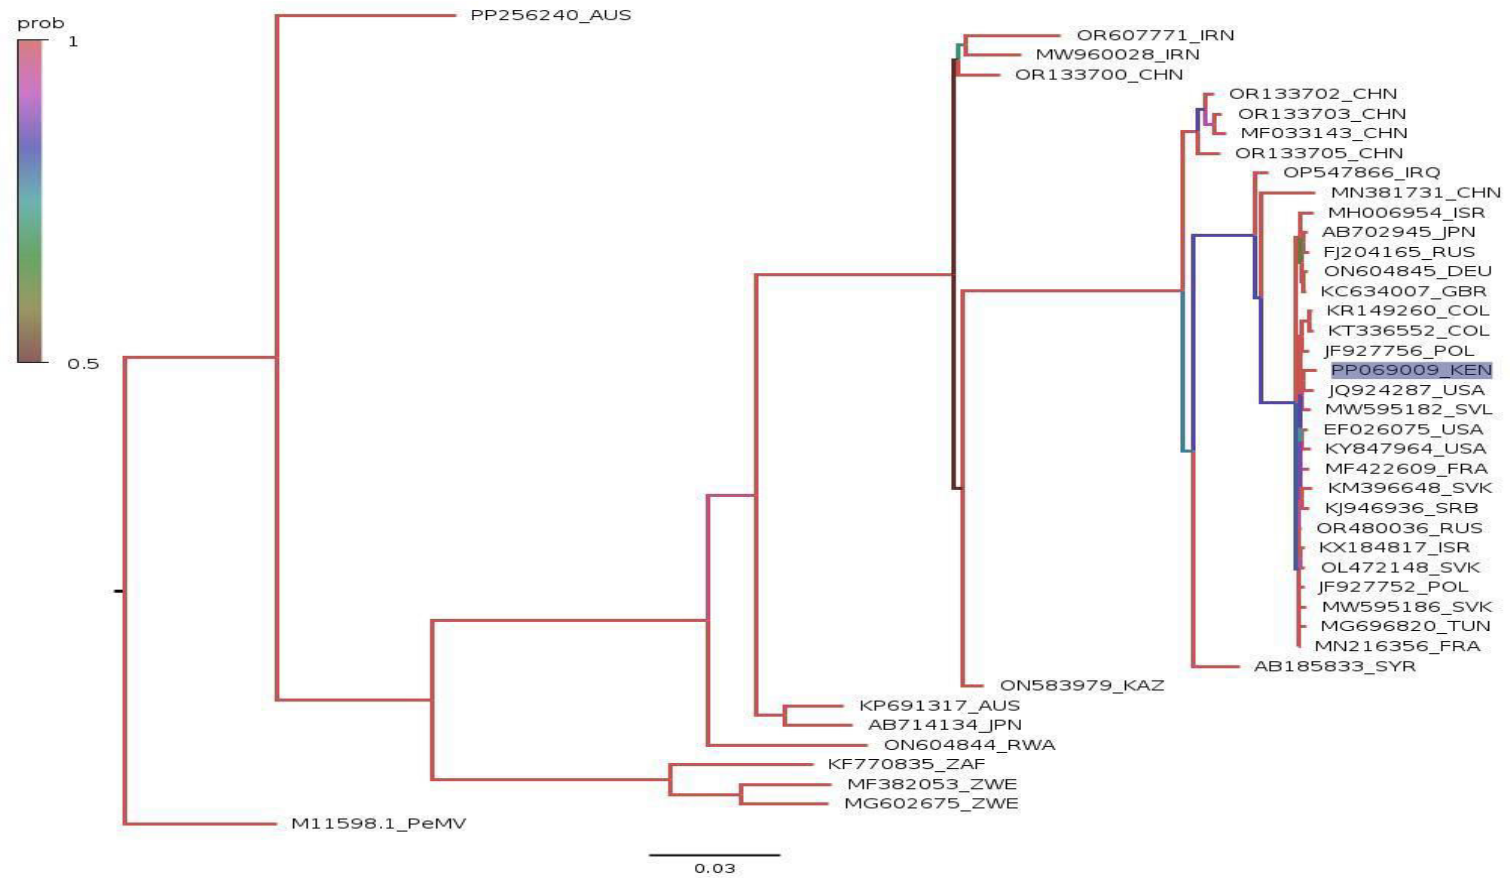 prob
1
0.5
PP256240_AUS
OR607771_IRN
MW960028_IRN
OR133700_CHN
OR133702_CHN
OR133703_CHN
MF033143_CHN
OR133705_CHN
OP547866_IRQ
MN381731_CHN
MH006954_ISR
AB702945_JPN
FJ204165_RUS
ON604845_DEU
KC634007_GBR
KR149260_COL
KT336552_COL
JF927756_POL
PP069009_KEN
JQ924287_USA
MW595182_SVL
EF026075_USA
KY847964_USA
MF422609_FRA
KM396648_SVK
KJ946936_SRB
OR480036_RUS
KX184817_ISR
OL472148_SVK
JF927752_POL
MW595186_SVK
MG696820_TUN
MN216356_FRA
AB185833_SYR
ON583979_KAZ
KP691317_AUS
AB714134_JPN
ON604844_RWA
KF770835_ZAF
MF382053_ZWE
MG602675_ZWE
M11598.1_PeMV
0.03